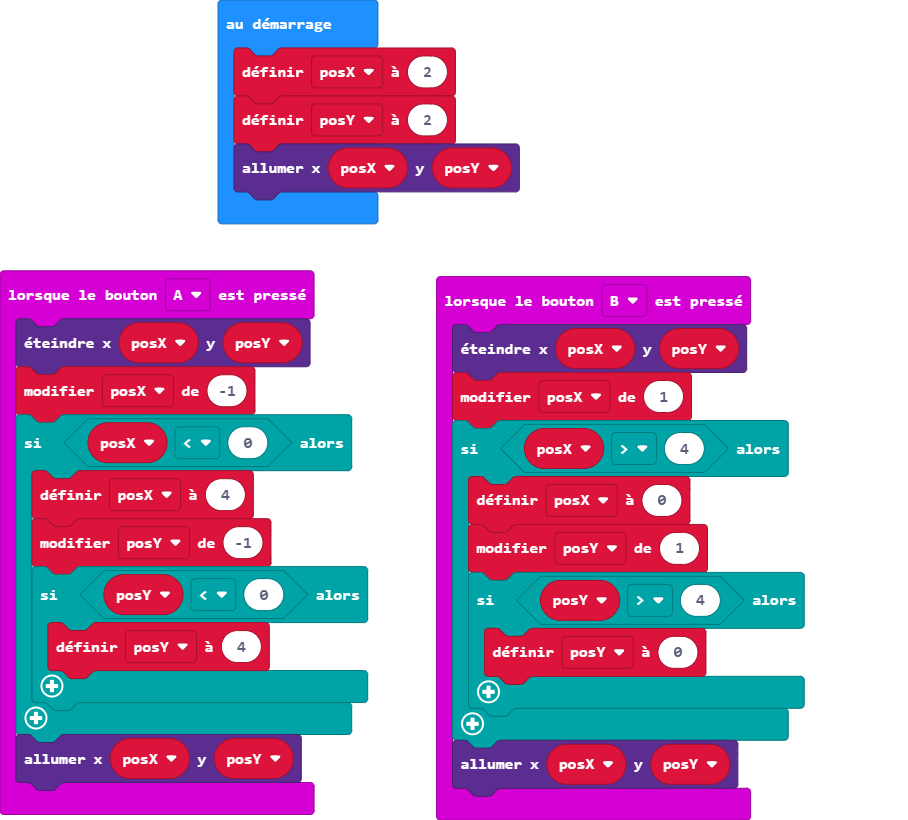 au démarrage
définir posX à 2
définir posY à 2
allumer x posX y posY
lorsque le bouton A est pressé
éteindre x posX y posY
modifier posX de -1
si posX < 0 alors
définir posX à 4
modifier posY de -1
si posY < 0 alors
définir posY à 4
allumer x posX y posY
lorsque le bouton B est pressé
éteindre x posX y posY
modifier posX de 1
si posX > 4 alors
définir posX à 0
modifier posY de 1
si posY > 4 alors
définir posY à 0
allumer x posX y posY